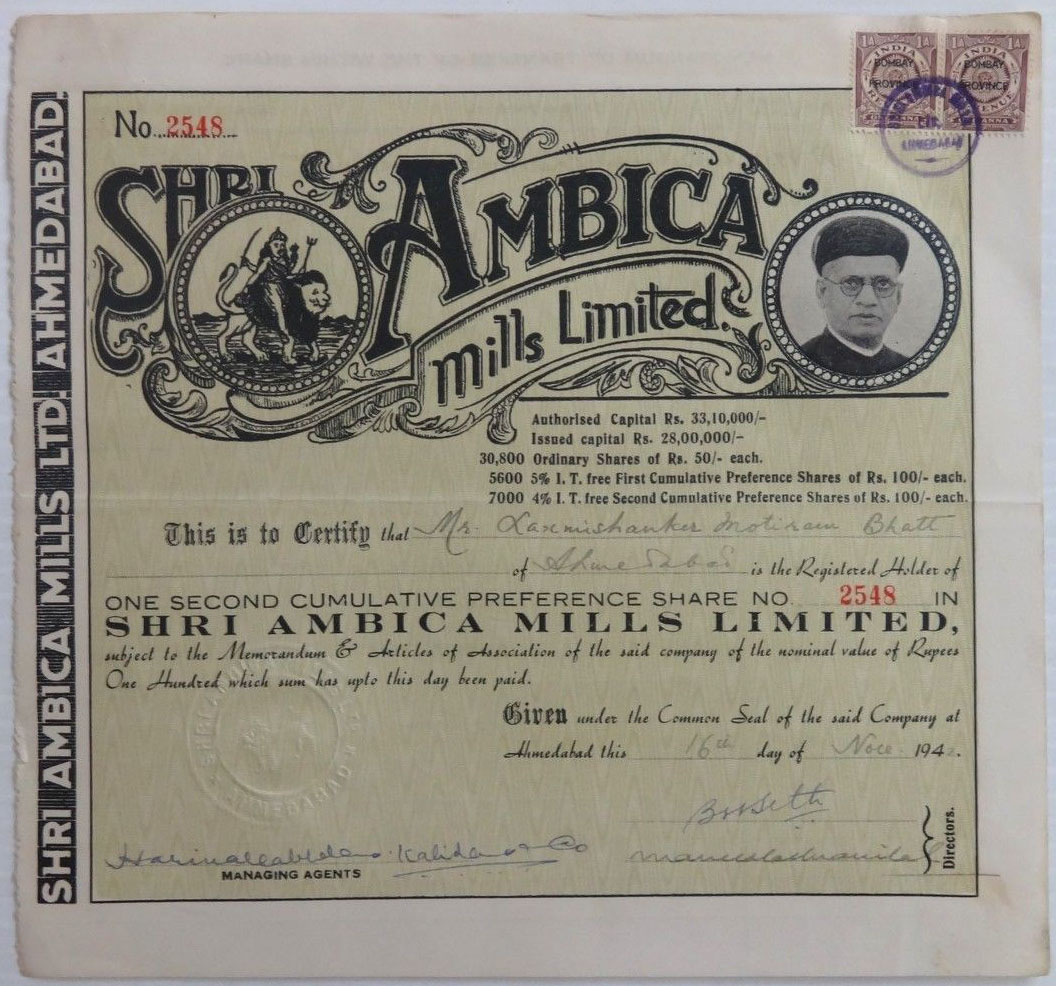 1A INDIA 1A 1A INDIA 1A
BOMBAY BOMBAY
PROVINCE PROVINCE
No. 2548
SHRI AMBICA
Mills Limited.
Authorised Capital Rs. 33,10,000/-
Issued capital Rs. 28,00,000/-
30,800 Ordinary Shares of Rs. 50/- each.
5600 5% I. T. free First Cumulative Preference Shares of Rs. 100/- each.
7000 4% I. T. free Second Cumulative Preference Shares of Rs. 100/- each.
This is to Certify that Mr. Laxmishanker Motiram Bhatt
of Ahmedabad is the Registered Holder of
ONE SECOND CUMULATIVE PREFERENCE SHARE NO. 2548 IN
SHRI AMBICA MILLS LIMITED,
subject to the Memorandum & Articles of Association of the said company of the nominal value of Rupees
One Hundred which sum has upto this day been paid.
Given under the Common Seal of the said Company at
Ahmedabad this 16th day of Nove 194
Directors.
MANAGING AGENTS
SHRI AMBICA MILLS LTD. AHMEDABAD.